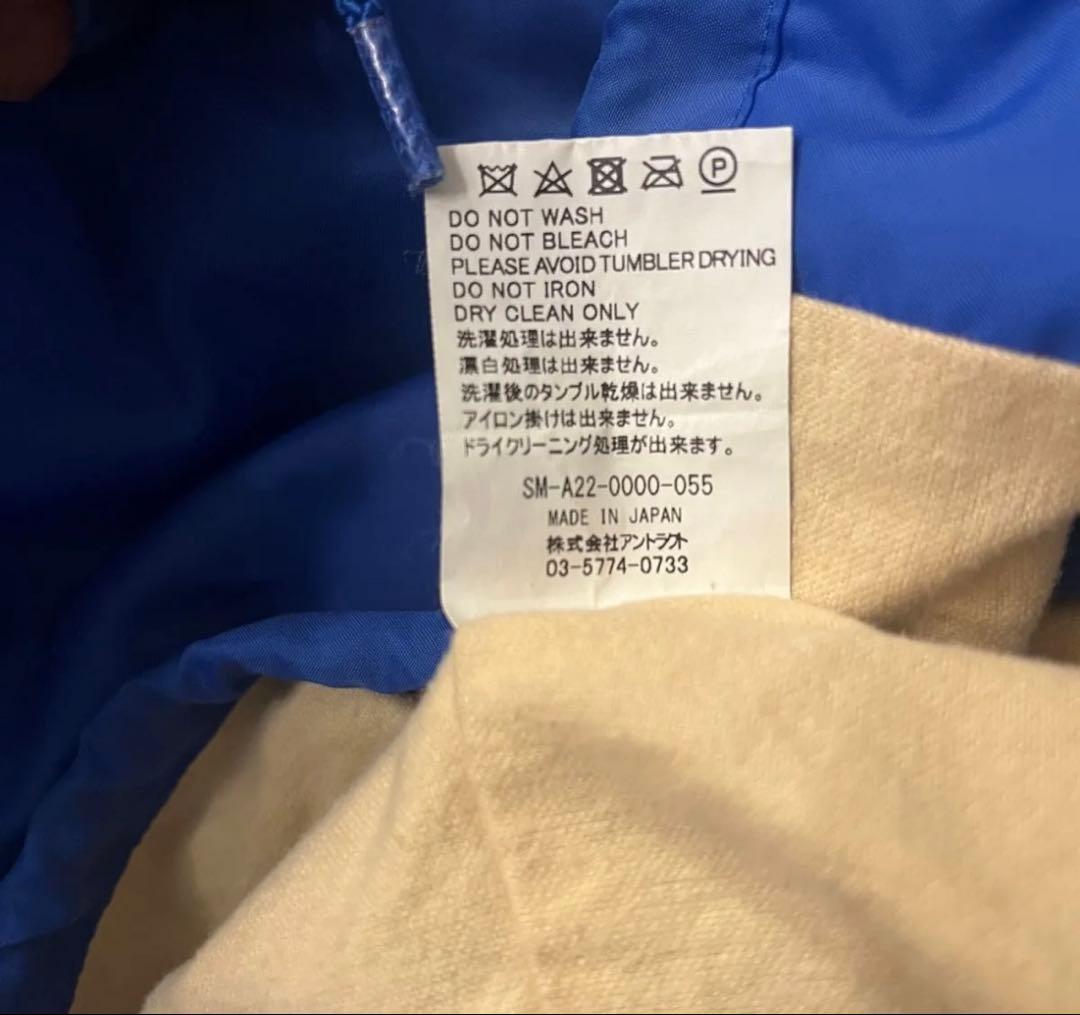 P
DO NOT WASH
DO NOT BLEACH
PLEASE AVOID TUMBLER DRYING
DO NOT IRON
DRY CLEAN ONLY
洗濯処理は出来ません。
漂白処理は出来ません。
洗濯後のタンブル乾燥は出来ません。
アイロン掛けは出来ません。
ドライクリーニング処理が出来ます。
SM-A22-0000-055
MADE IN JAPAN
株式会社アントラクト
03-5774-0733